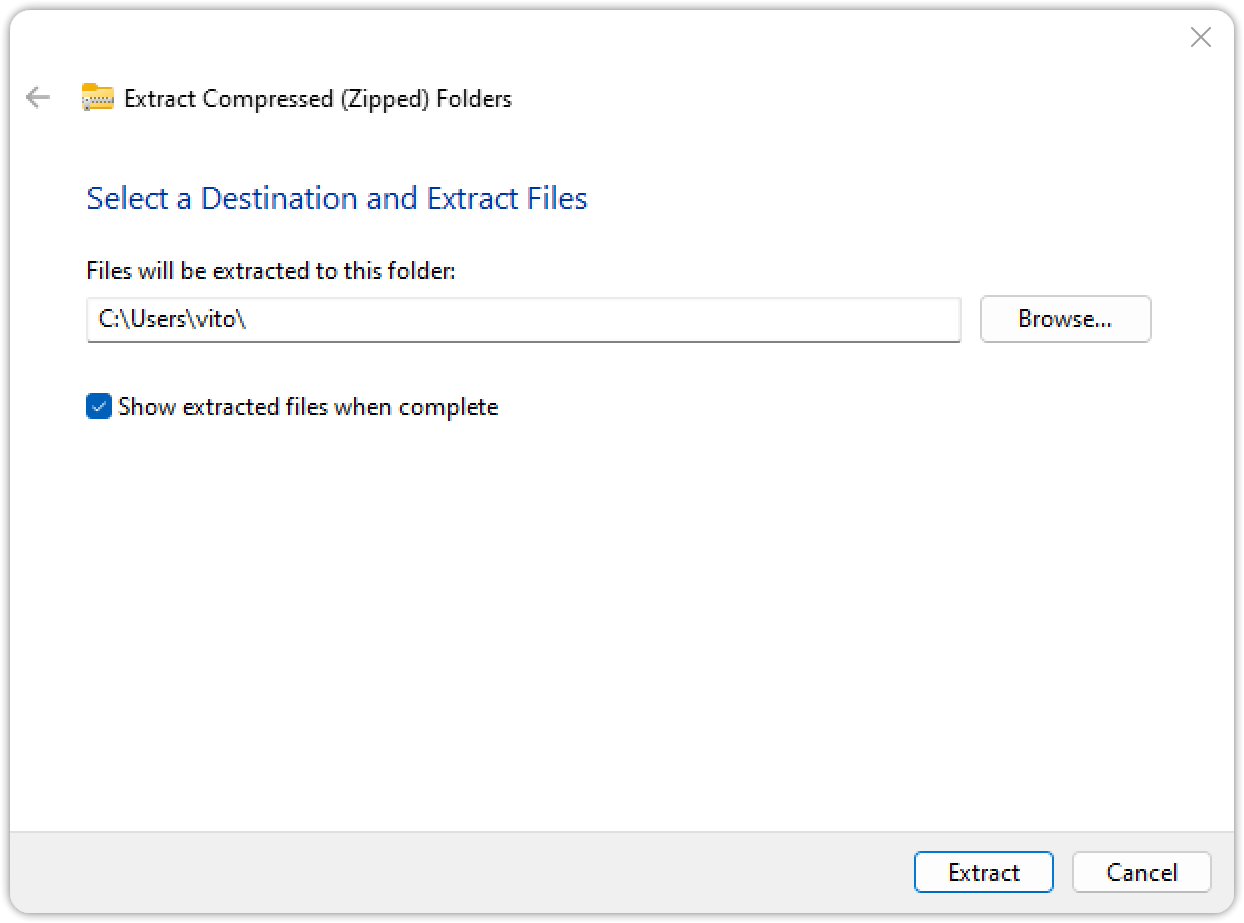 Extract Compressed (Zipped) Folders
Select a Destination and Extract Files
Files will be extracted to this folder:
C:\Users\vito\
Browse...
Show extracted files when complete
Extract
Cancel